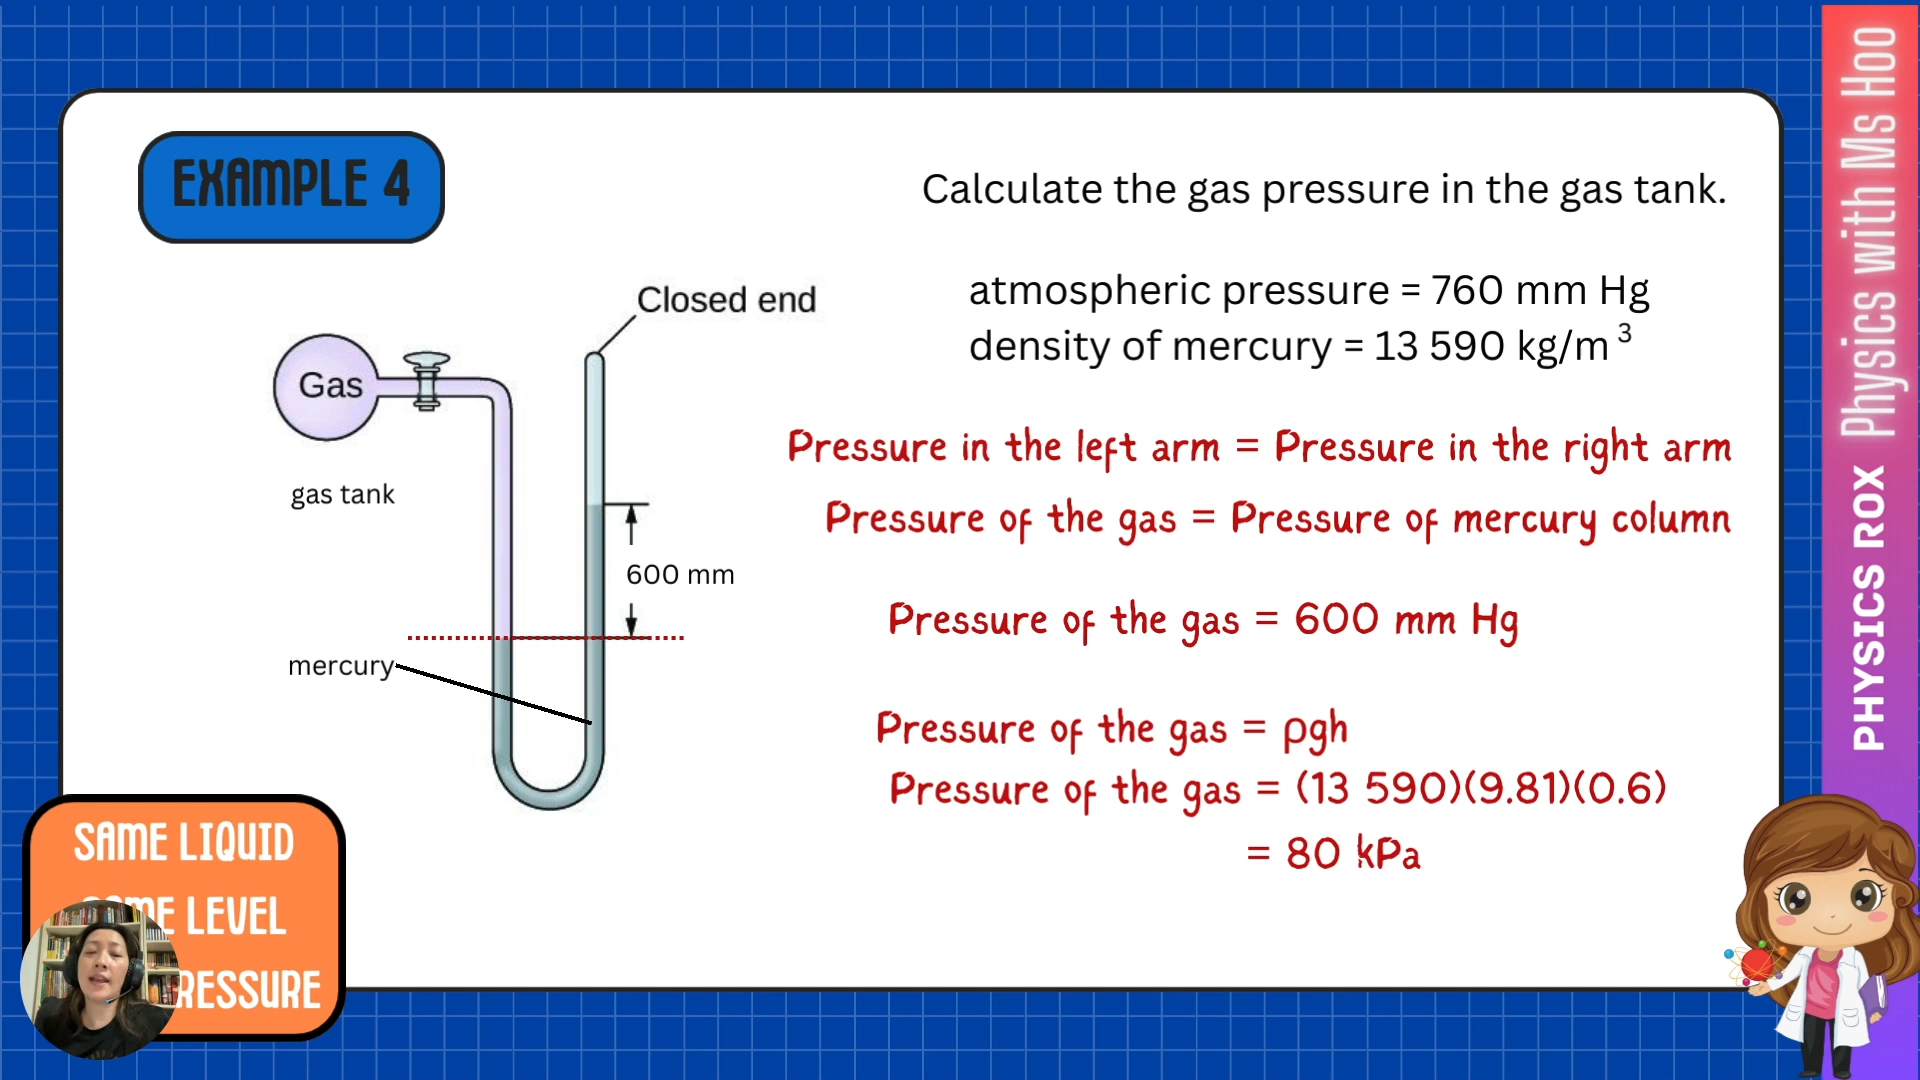 EXAMPLE 4
Calculate the gas pressure in the gas tank.
atmospheric pressure = 760 mm Hg
density of mercury = 13 590 kg/m³
Closed end
Gas
gas tank
600 mm
mercury
Pressure in the left arm = Pressure in the right arm
Pressure of the gas = Pressure of mercury column
Pressure of the gas = 600 mm Hg
Pressure of the gas = ρgh
Pressure of the gas = (13 590)(9.81)(0.6)
= 80 kPa
SAME LIQUID
LEVEL
PHYSICS ROX Physics with Ms Hoo